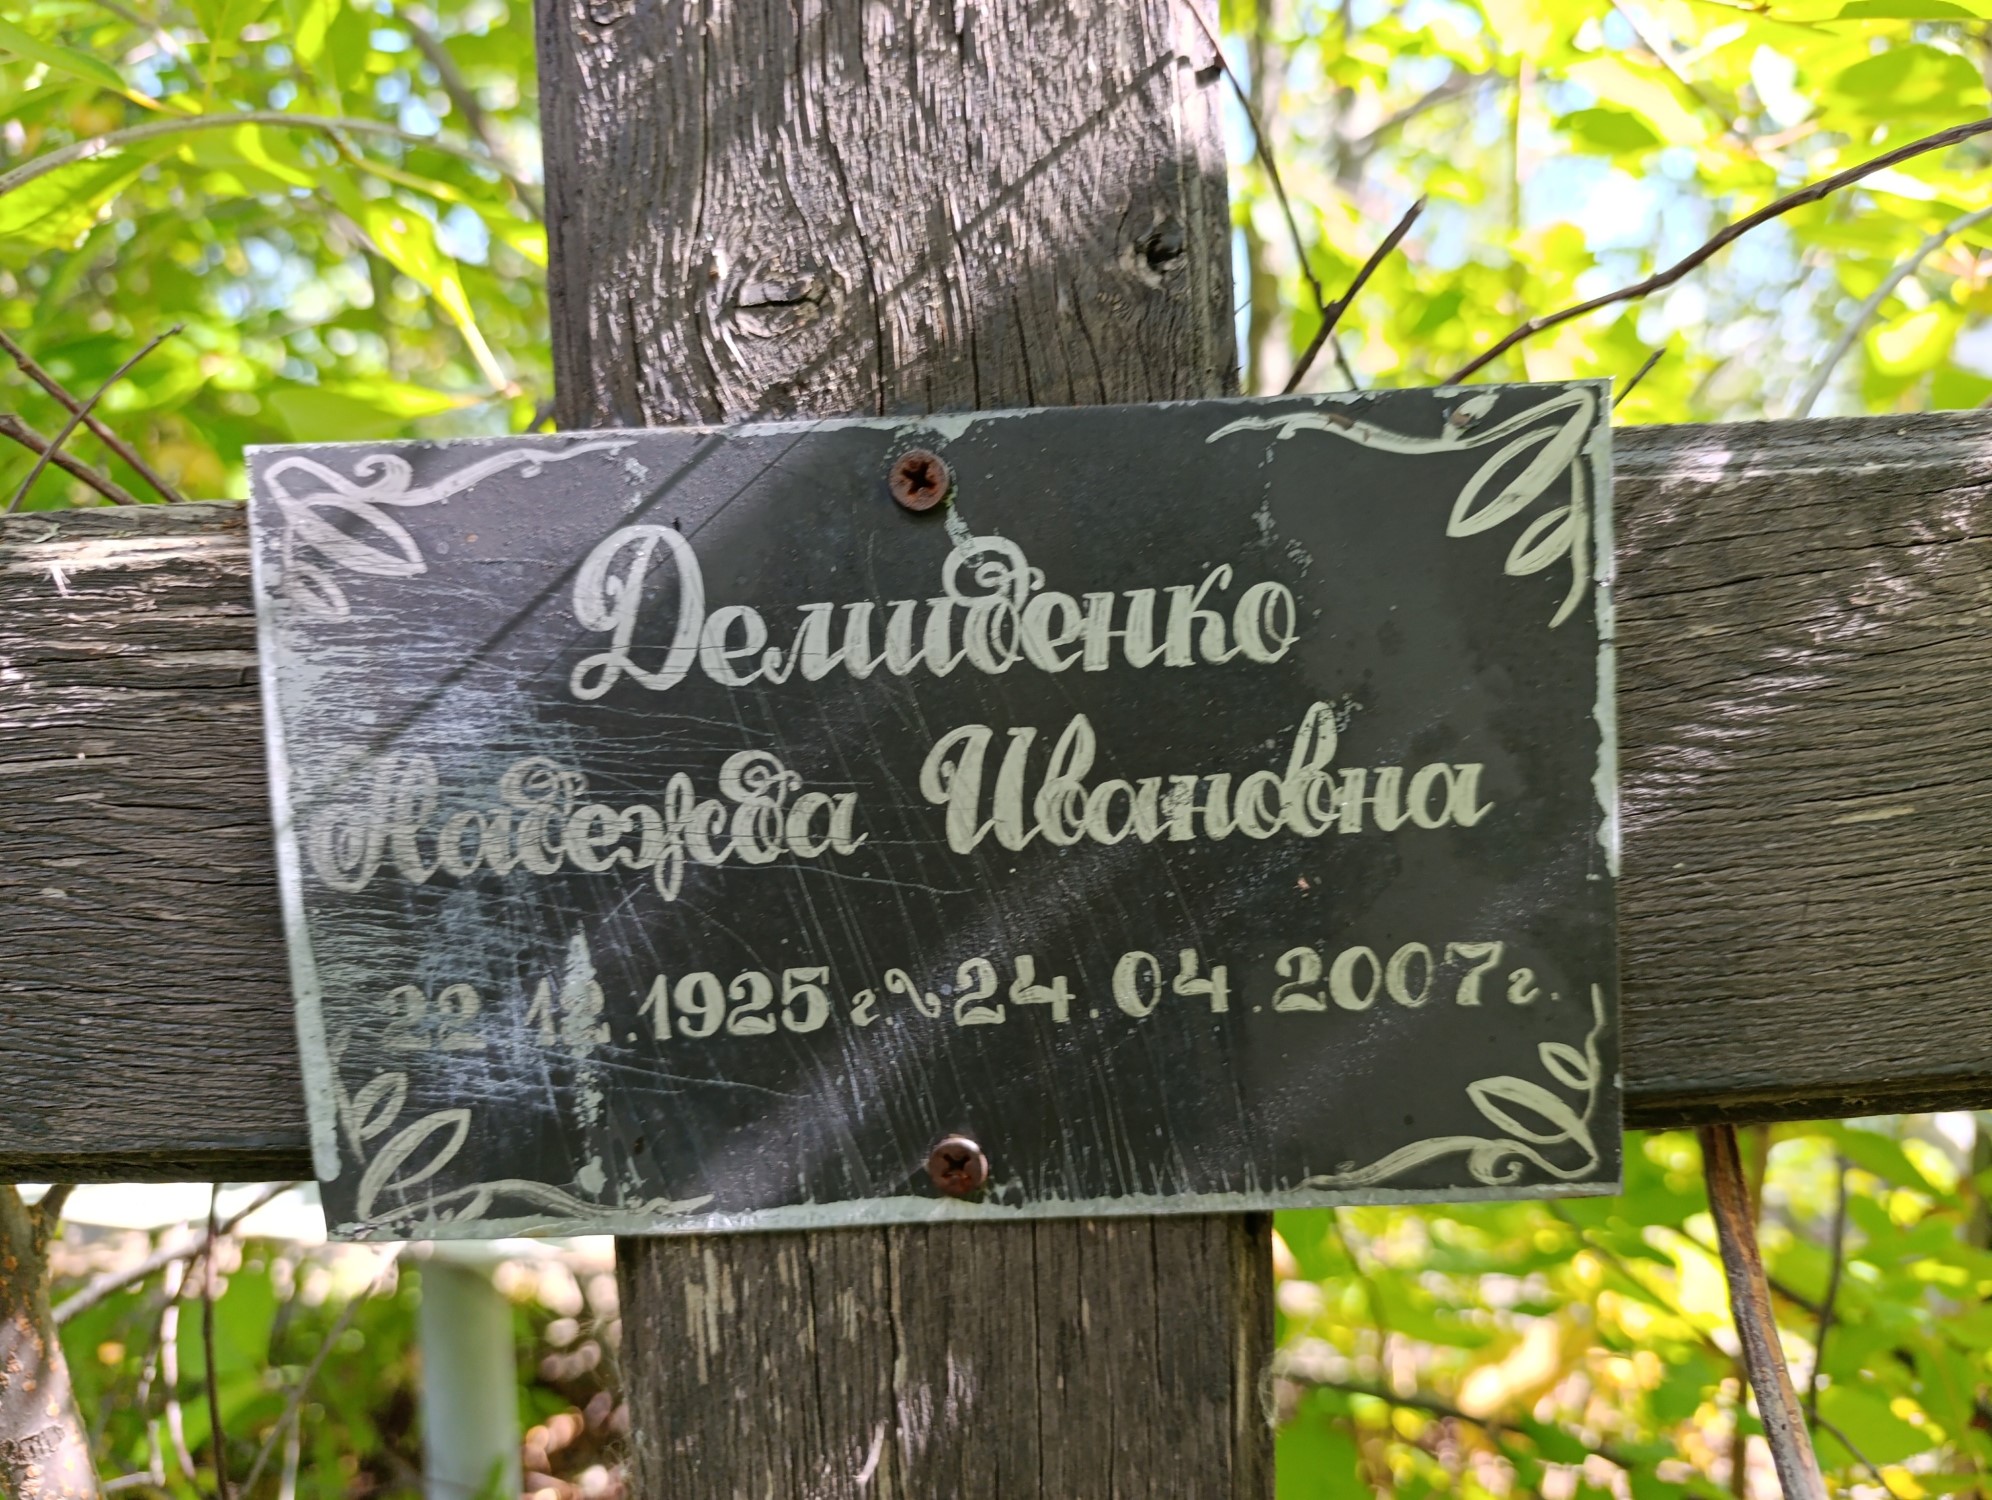 Демиденко
Надежда Ивановна
22.12.1925г.~24.04.2007г.